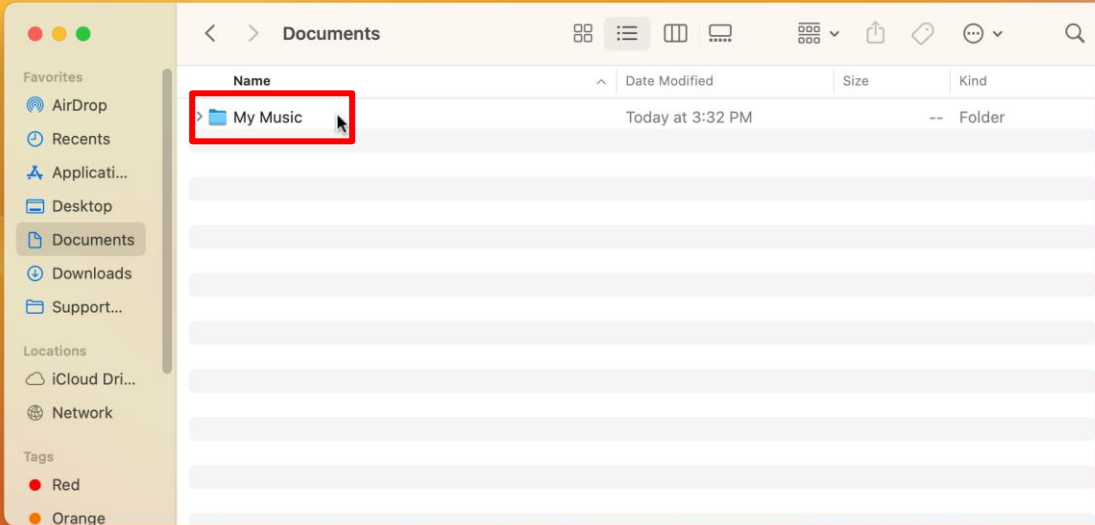 Documents
Favorites
AirDrop
Recents
Applicati...
Desktop
Documents
Downloads
Support...
Locations
iCloud Dri...
Network
Tags
Red
Orange
Name Date Modified Size Kind
My Music Today at 3:32 PM -- Folder